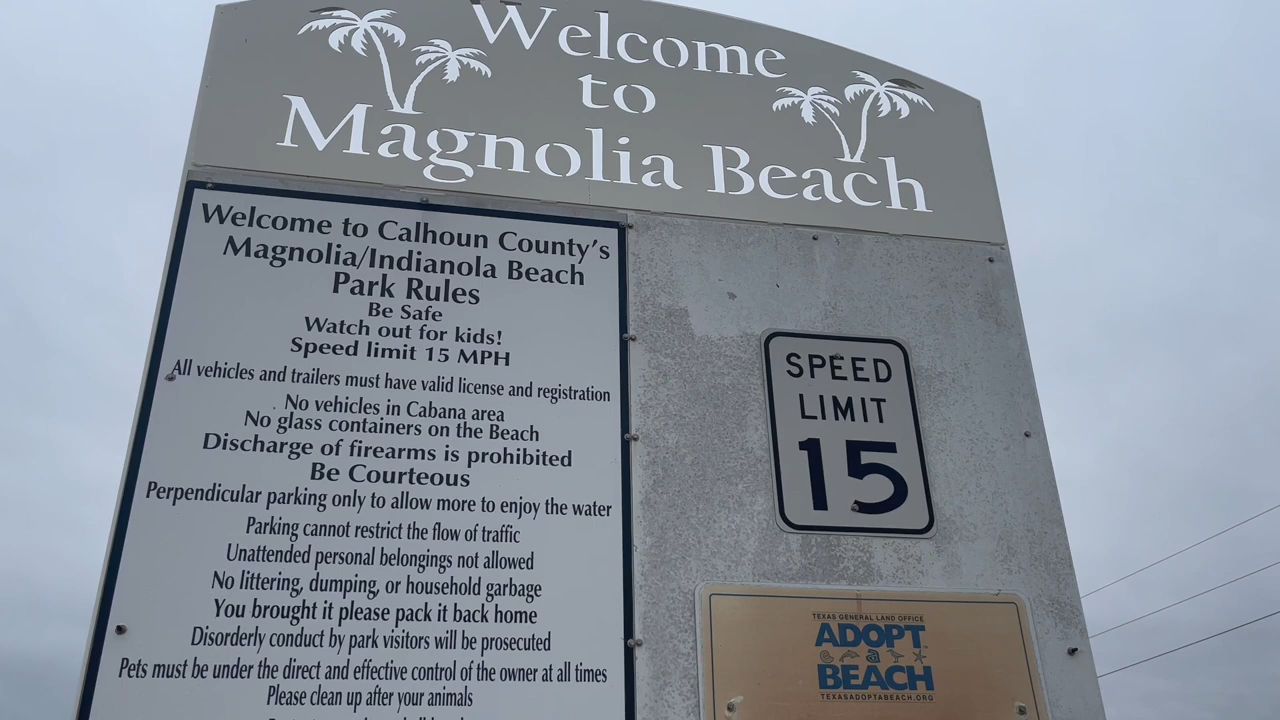 Welcome
to
Magnolia Beach
Welcome to Calhoun County's
Magnolia/Indianola Beach
Park Rules
Be Safe
Watch out for kids!
Speed limit 15 MPH
All vehicles and trailers must have valid license and registration
No vehicles in Cabana area
No glass containers on the Beach
Discharge of firearms is prohibited
Be Courteous
Perpendicular parking only to allow more to enjoy the water
Parking cannot restrict the flow of traffic
Unattended personal belongings not allowed
No littering, dumping, or household garbage
You brought it please pack it back home
Disorderly conduct by park visitors will be prosecuted
Pets must be under the direct and effective control of the owner at all times
Please clean up after your animals
SPEED
LIMIT
15
TEXAS GENERAL LAND OFFICE
ADOPT
a
BEACH
TEXASADOPTABEACH.ORG